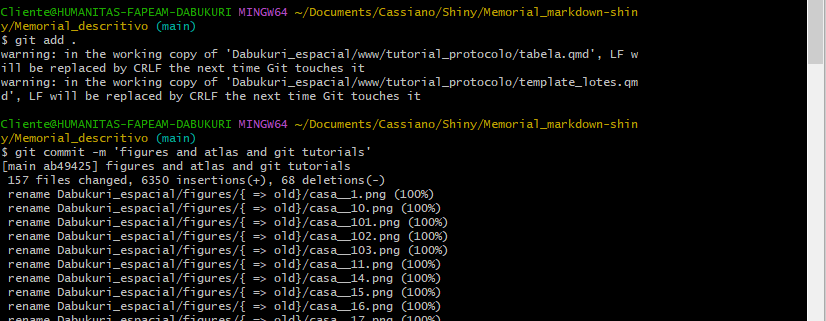 Cliente@HUMANITAS-FAPEAM-DABUKURI MINGW64 ~/Documents/Cassiano/Shiny/Memorial_markdown-shin
y/Memorial_descritivo (main)
$ git add .
warning: in the working copy of 'Dabukuri_espacial/www/tutorial_protocolo/tabela.qmd', LF w
ill be replaced by CRLF the next time Git touches it
warning: in the working copy of 'Dabukuri_espacial/www/tutorial_protocolo/template_lotes.qm
d', LF will be replaced by CRLF the next time Git touches it
Cliente@HUMANITAS-FAPEAM-DABUKURI MINGW64 ~/Documents/Cassiano/Shiny/Memorial_markdown-shin
y/Memorial_descritivo (main)
$ git commit -m 'figures and atlas and git tutorials'
[main ab49425] figures and atlas and git tutorials
157 files changed, 6350 insertions(+), 68 deletions(-)
rename Dabukuri_espacial/figures/{ => old}/casa__1.png (100%)
rename Dabukuri_espacial/figures/{ => old}/casa__10.png (100%)
rename Dabukuri_espacial/figures/{ => old}/casa__101.png (100%)
rename Dabukuri_espacial/figures/{ => old}/casa__102.png (100%)
rename Dabukuri_espacial/figures/{ => old}/casa__103.png (100%)
rename Dabukuri_espacial/figures/{ => old}/casa__11.png (100%)
rename Dabukuri_espacial/figures/{ => old}/casa__14.png (100%)
rename Dabukuri_espacial/figures/{ => old}/casa__15.png (100%)
rename Dabukuri_espacial/figures/{ => old}/casa__16.png (100%)
rename Dabukuri_espacial/figures/{ => old}/casa__17.png (100%)